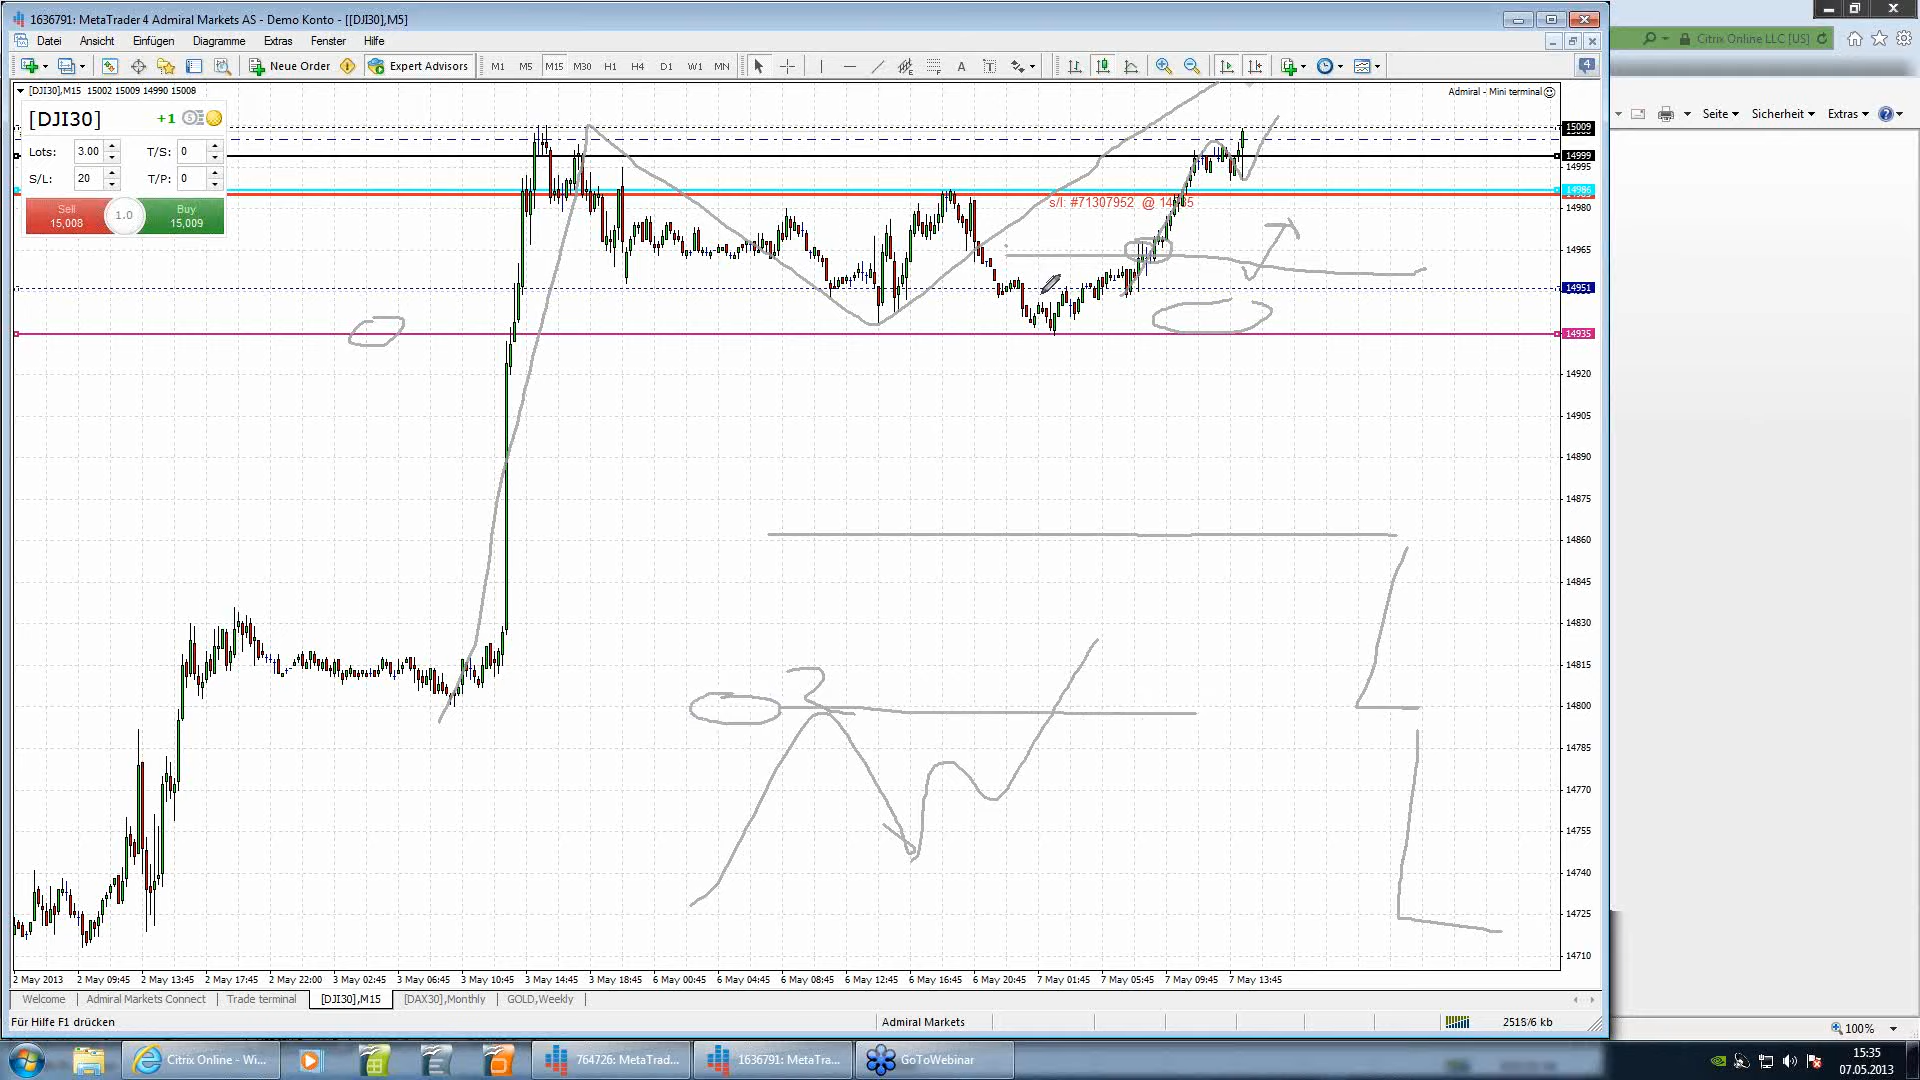 1636791: MetaTrader 4 Admiral Markets AS - Demo Konto - [[DJI30],M5]
Datei Ansicht Einfügen Diagramme Extras Fenster Hilfe
Neue Order Expert Advisors M1 M5 M15 M30 H1 H4 D1 W1 MN A T 4
Citrix Online LLC [US]
Seite Sicherheit Extras
[DJI30],M15 15002 15009 14990 15008
Admiral - Mini terminal
[DJI30] +1 S
Lots: 3.00 T/S: 0
S/L: 20 T/P: 0
Sell 1.0 Buy
15,008 15,009
s/l: #71307952 @ 14985
15009
14999
14995
14986
14980
14965
14951
14935
14920
14905
14890
14875
14860
14845
14830
14815
14800
14785
14770
14755
14740
14725
14710
2 May 2013 2 May 09:45 2 May 13:45 2 May 17:45 2 May 22:00 3 May 02:45 3 May 06:45 3 May 10:45 3 May 14:45 3 May 18:45 6 May 00:45 6 May 04:45 6 May 08:45 6 May 12:45 6 May 16:45 6 May 20:45 7 May 01:45 7 May 05:45 7 May 09:45 7 May 13:45
Welcome Admiral Markets Connect Trade terminal [DJI30],M15 [DAX30],Monthly GOLD,Weekly
Für Hilfe F1 drücken
Admiral Markets
2518/6 kb
100%
Citrix Online - Wi...
764726: MetaTrad...
1636791: MetaTra...
GoToWebinar
15:35
07.05.2013